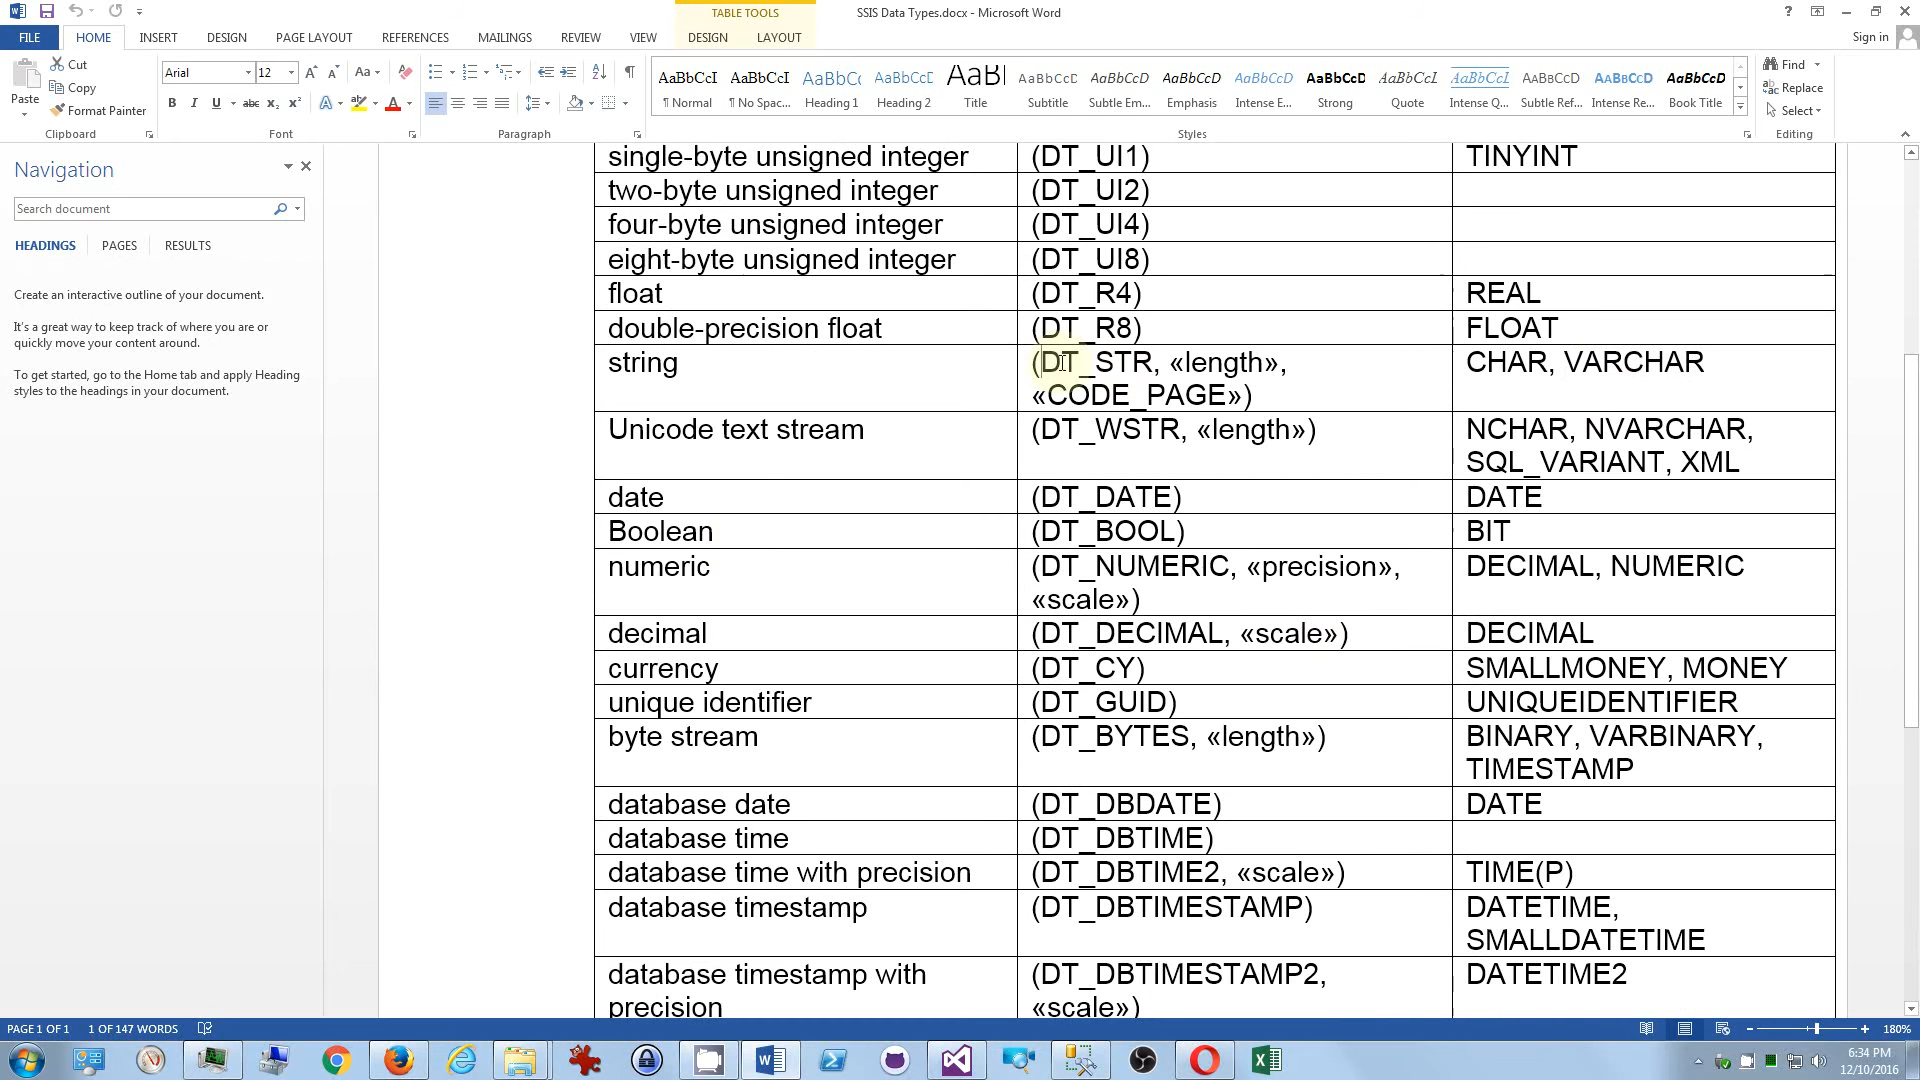 TABLE TOOLS
SSIS Data Types.docx - Microsoft Word
?
FILE HOME INSERT DESIGN PAGE LAYOUT REFERENCES MAILINGS REVIEW VIEW DESIGN LAYOUT Sign in
Paste
Cut
Copy
Format Painter
Clipboard
Arial 12
Font
Paragraph
AaBbCcI AaBbCcI AaBbCc AaBbCcD AaBI AaBbCcD AaBbCcD AaBbCcD AaBbCcD AaBbCcD AaBbCcI AaBbCcI AaBbCcD AaBbCcD AaBbCcD
¶ Normal ¶ No Spac... Heading 1 Heading 2 Title Subtitle Subtle Em... Emphasis Intense E... Strong Quote Intense Q... Subtle Ref... Intense Re... Book Title
Styles
Find
Replace
Select
Editing
Navigation
Search document
HEADINGS PAGES RESULTS
Create an interactive outline of your document.
It's a great way to keep track of where you are or
quickly move your content around.
To get started, go to the Home tab and apply Heading
styles to the headings in your document.
single-byte unsigned integer (DT_UI1) TINYINT
two-byte unsigned integer (DT_UI2)
four-byte unsigned integer (DT_UI4)
eight-byte unsigned integer (DT_UI8)
float (DT_R4) REAL
double-precision float (DT_R8) FLOAT
string (DT_STR, «length», CHAR, VARCHAR
«CODE_PAGE»)
Unicode text stream (DT_WSTR, «length») NCHAR, NVARCHAR,
SQL_VARIANT, XML
date (DT_DATE) DATE
Boolean (DT_BOOL) BIT
numeric (DT_NUMERIC, «precision», DECIMAL, NUMERIC
«scale»)
decimal (DT_DECIMAL, «scale») DECIMAL
currency (DT_CY) SMALLMONEY, MONEY
unique identifier (DT_GUID) UNIQUEIDENTIFIER
byte stream (DT_BYTES, «length») BINARY, VARBINARY,
TIMESTAMP
database date (DT_DBDATE) DATE
database time (DT_DBTIME)
database time with precision (DT_DBTIME2, «scale») TIME(P)
database timestamp (DT_DBTIMESTAMP) DATETIME,
SMALLDATETIME
database timestamp with (DT_DBTIMESTAMP2, DATETIME2
precision «scale»)
PAGE 1 OF 1 1 OF 147 WORDS 180%
6:34 PM
12/10/2016